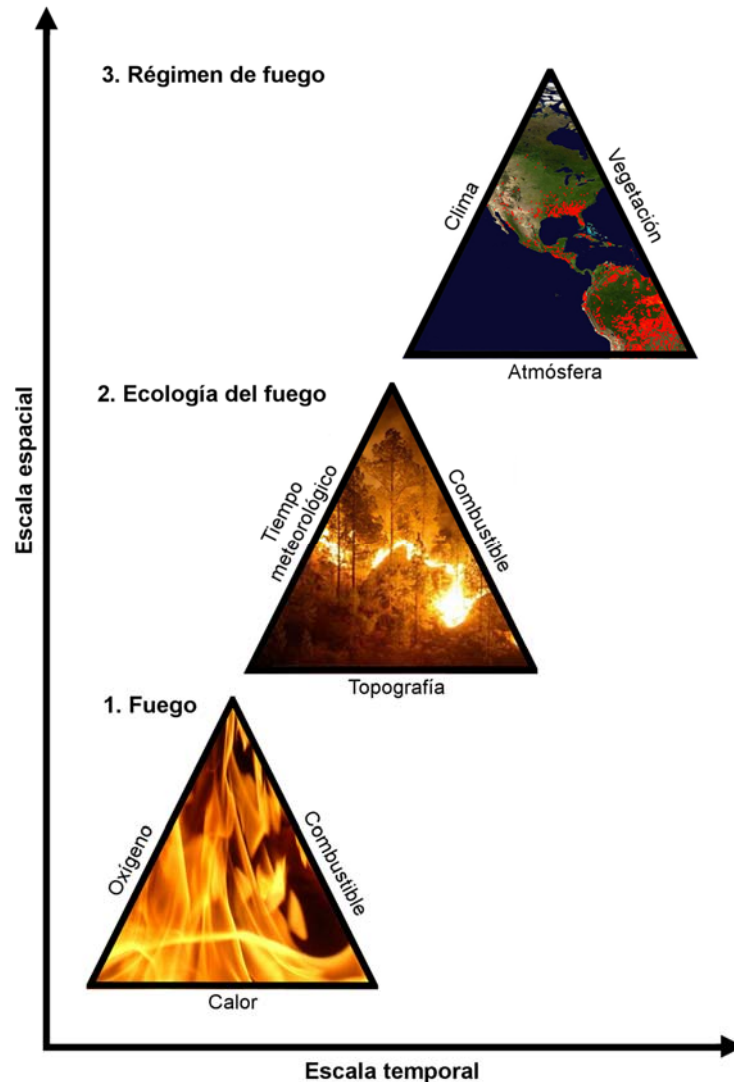 3. Régimen de fuego
Clima
Vegetación
Atmósfera
2. Ecología del fuego
Tiempo
meteorológico
Combustible
Topografía
1. Fuego
Oxígeno
Combustible
Calor
Escala espacial
Escala temporal